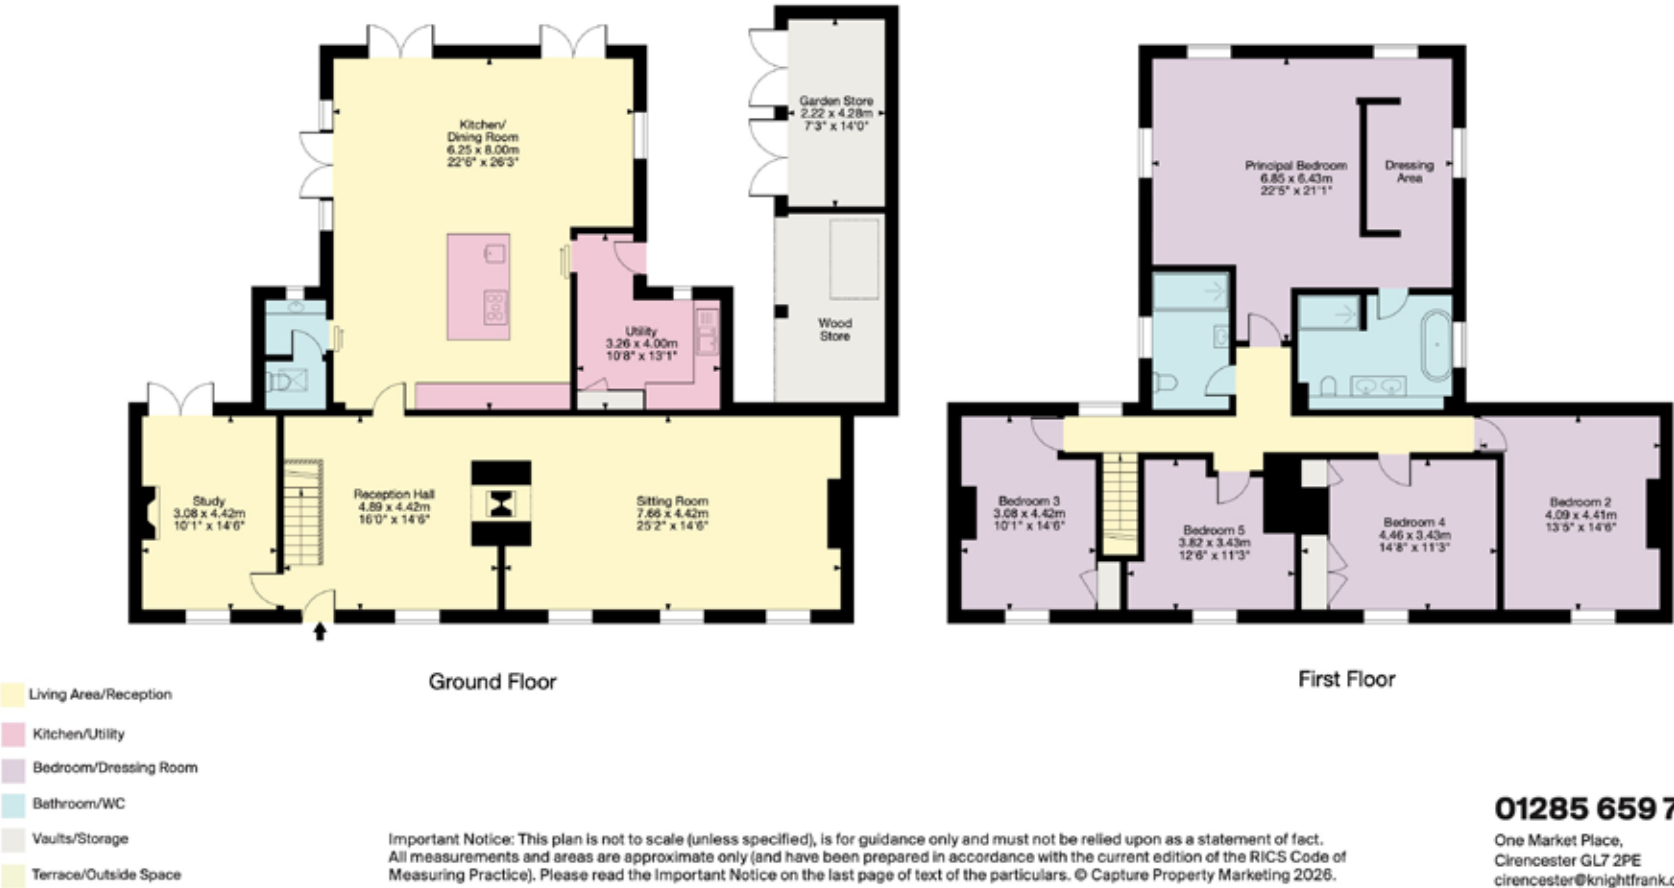 Kitchen/
Dining Room
6.25 x 8.00m
22'6" x 26'3"
Garden Store
2.22 x 4.28m
7'3" x 14'0"
Wood
Store
Utility
3.26 x 4.00m
10'8" x 13'1"
Study
3.08 x 4.42m
10'1" x 14'6"
Reception Hall
4.89 x 4.42m
16'0" x 14'6"
Sitting Room
7.66 x 4.42m
25'2" x 14'6"
Ground Floor
Principal Bedroom
6.85 x 6.43m
22'5" x 21'1"
Dressing
Area
Bedroom 3
3.08 x 4.42m
10'1" x 14'6"
Bedroom 5
3.82 x 3.43m
12'6" x 11'3"
Bedroom 4
4.46 x 3.43m
14'8" x 11'3"
Bedroom 2
4.09 x 4.41m
13'5" x 14'6"
First Floor
Living Area/Reception
Kitchen/Utility
Bedroom/Dressing Room
Bathroom/WC
Vaults/Storage
Terrace/Outside Space
Important Notice: This plan is not to scale (unless specified), is for guidance only and must not be relied upon as a statement of fact.
All measurements and areas are approximate only (and have been prepared in accordance with the current edition of the RICS Code of
Measuring Practice). Please read the Important Notice on the last page of text of the particulars. © Capture Property Marketing 2026.
01285 659 7
One Market Place,
Cirencester GL7 2PE
cirencester@knightfrank.c